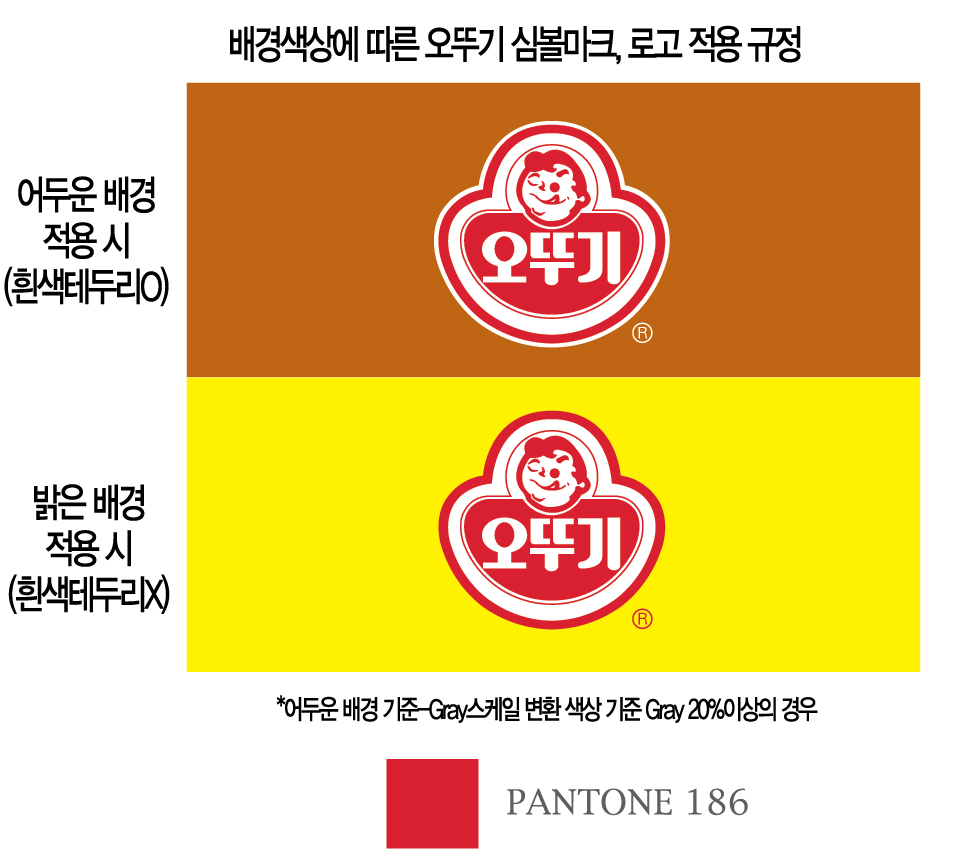 배경색상에 따른 오뚜기 심볼마크, 로고 적용 규정
어두운 배경
적용 시
(흰색테두리O)
오뚜기
®
밝은 배경
적용 시
(흰색테두리X)
오뚜기
®
*어두운 배경 기준-Gray스케일 변환 색상 기준 Gray 20%이상의 경우
PANTONE 186